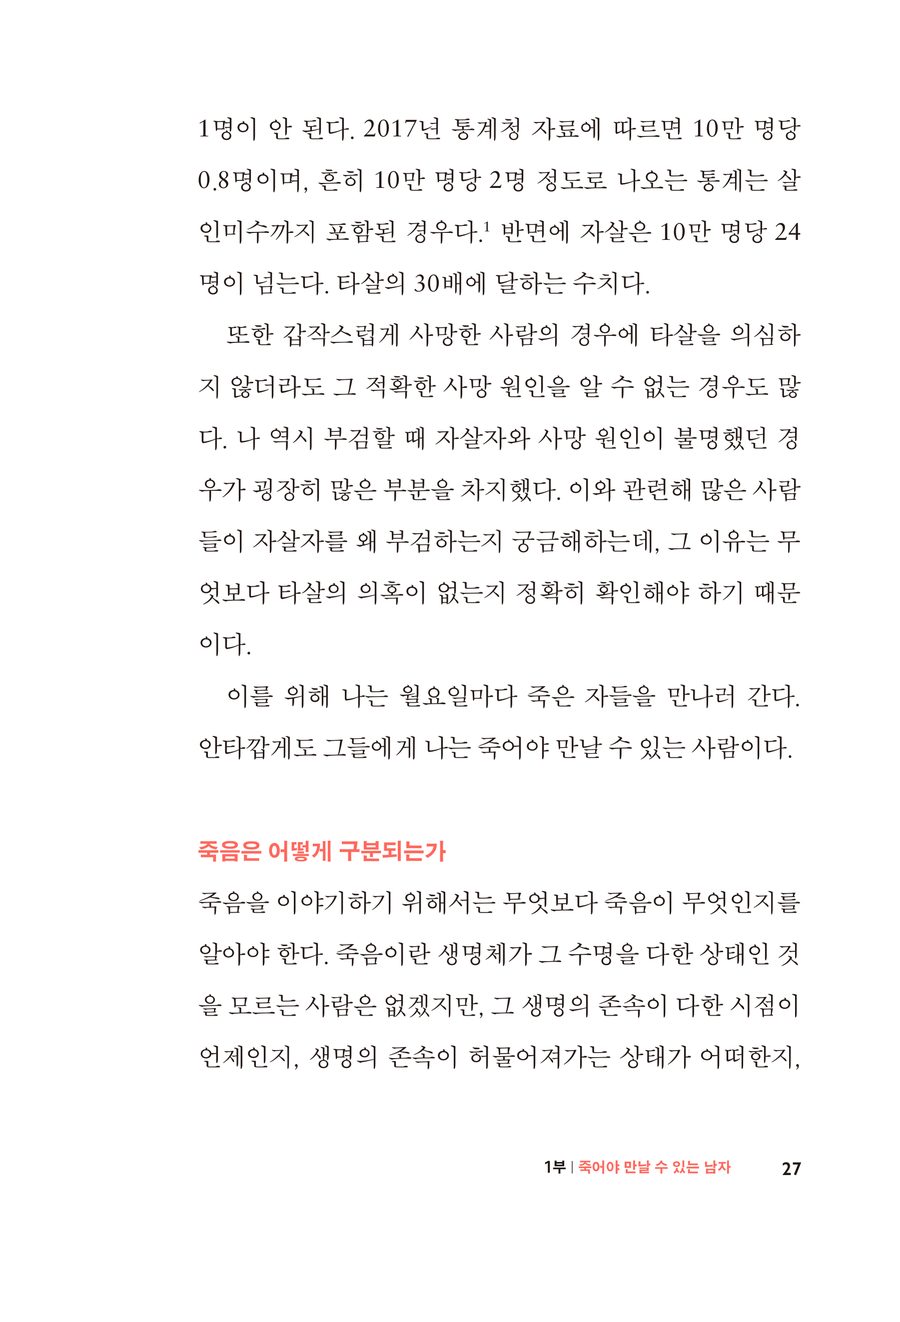 1명이 안 된다. 2017년 통계청 자료에 따르면 10만 명당
0.8명이며, 흔히 10만 명당 2명 정도로 나오는 통계는 살
인미수까지 포함된 경우다.¹ 반면에 자살은 10만 명당 24
명이 넘는다. 타살의 30배에 달하는 수치다.
또한 갑작스럽게 사망한 사람의 경우에 타살을 의심하
지 않더라도 그 적확한 사망 원인을 알 수 없는 경우도 많
다. 나 역시 부검할 때 자살자와 사망 원인이 불명했던 경
우가 굉장히 많은 부분을 차지했다. 이와 관련해 많은 사람
들이 자살자를 왜 부검하는지 궁금해하는데, 그 이유는 무
엇보다 타살의 의혹이 없는지 정확히 확인해야 하기 때문
이다.
이를 위해 나는 월요일마다 죽은 자들을 만나러 간다.
안타깝게도 그들에게 나는 죽어야 만날 수 있는 사람이다.
죽음은 어떻게 구분되는가
죽음을 이야기하기 위해서는 무엇보다 죽음이 무엇인지를
알아야 한다. 죽음이란 생명체가 그 수명을 다한 상태인 것
을 모르는 사람은 없겠지만, 그 생명의 존속이 다한 시점이
언제인지, 생명의 존속이 허물어져가는 상태가 어떠한지,
1부 | 죽어야 만날 수 있는 남자 27